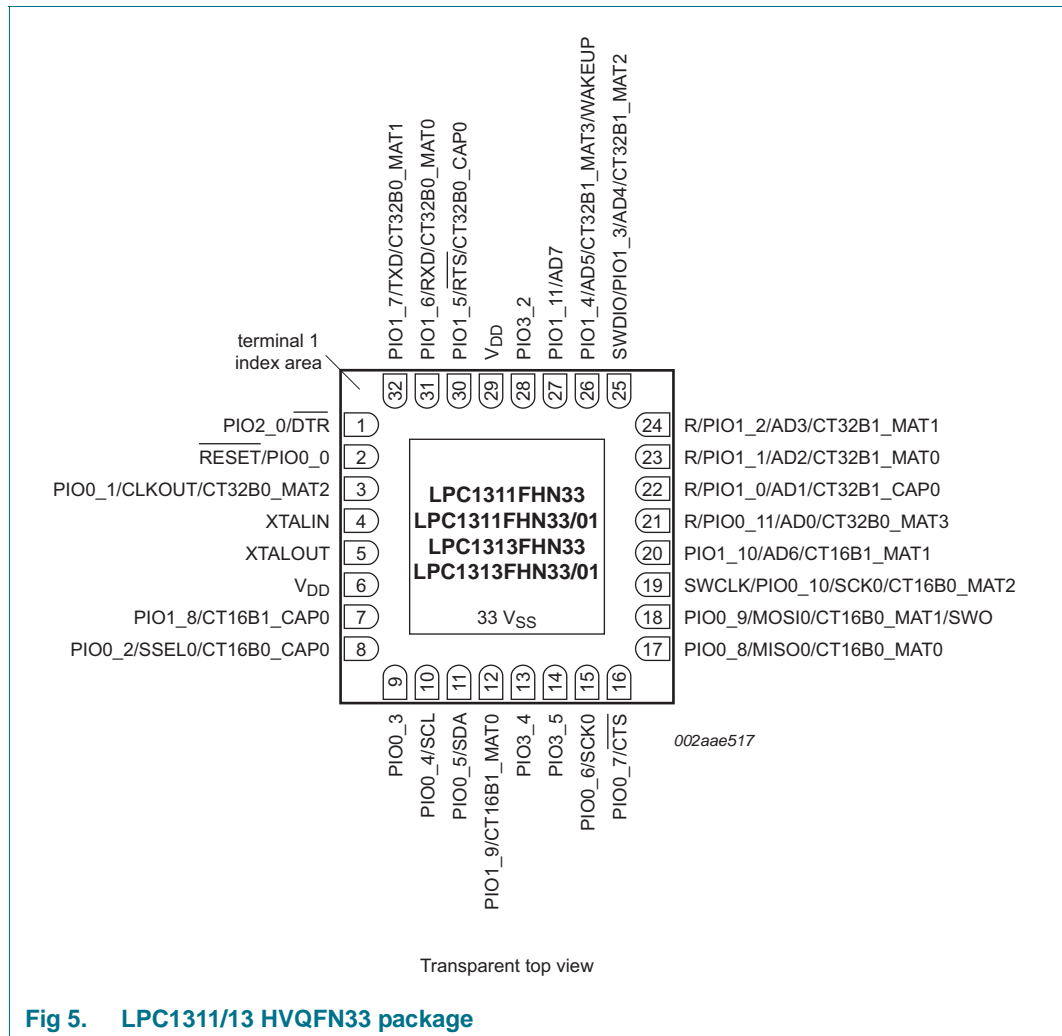 PIO1_7/TXD/CT32B0_MAT1
PIO1_6/RXD/CT32B0_MAT0
PIO1_5/RTS/CT32B0_CAP0
VDD
PIO3_2
PIO1_11/AD7
PIO1_4/AD5/CT32B1_MAT3/WAKEUP
SWDIO/PIO1_3/AD4/CT32B1_MAT2
terminal 1
index area
32 31 30 29 28 27 26 25
PIO2_0/DTR 1
RESET/PIO0_0 2
PIO0_1/CLKOUT/CT32B0_MAT2 3
XTALIN 4
XTALOUT 5
VDD 6
PIO1_8/CT16B1_CAP0 7
PIO0_2/SSEL0/CT16B0_CAP0 8
LPC1311FHN33
LPC1311FHN33/01
LPC1313FHN33
LPC1313FHN33/01
33 VSS
24 R/PIO1_2/AD3/CT32B1_MAT1
23 R/PIO1_1/AD2/CT32B1_MAT0
22 R/PIO1_0/AD1/CT32B1_CAP0
21 R/PIO0_11/AD0/CT32B0_MAT3
20 PIO1_10/AD6/CT16B1_MAT1
19 SWCLK/PIO0_10/SCK0/CT16B0_MAT2
18 PIO0_9/MOSI0/CT16B0_MAT1/SWO
17 PIO0_8/MISO0/CT16B0_MAT0
9 10 11 12 13 14 15 16
PIO0_3
PIO0_4/SCL
PIO0_5/SDA
PIO1_9/CT16B1_MAT0
PIO3_4
PIO3_5
PIO0_6/SCK0
PIO0_7/CTS
002aae517
Transparent top view
Fig 5. LPC1311/13 HVQFN33 package